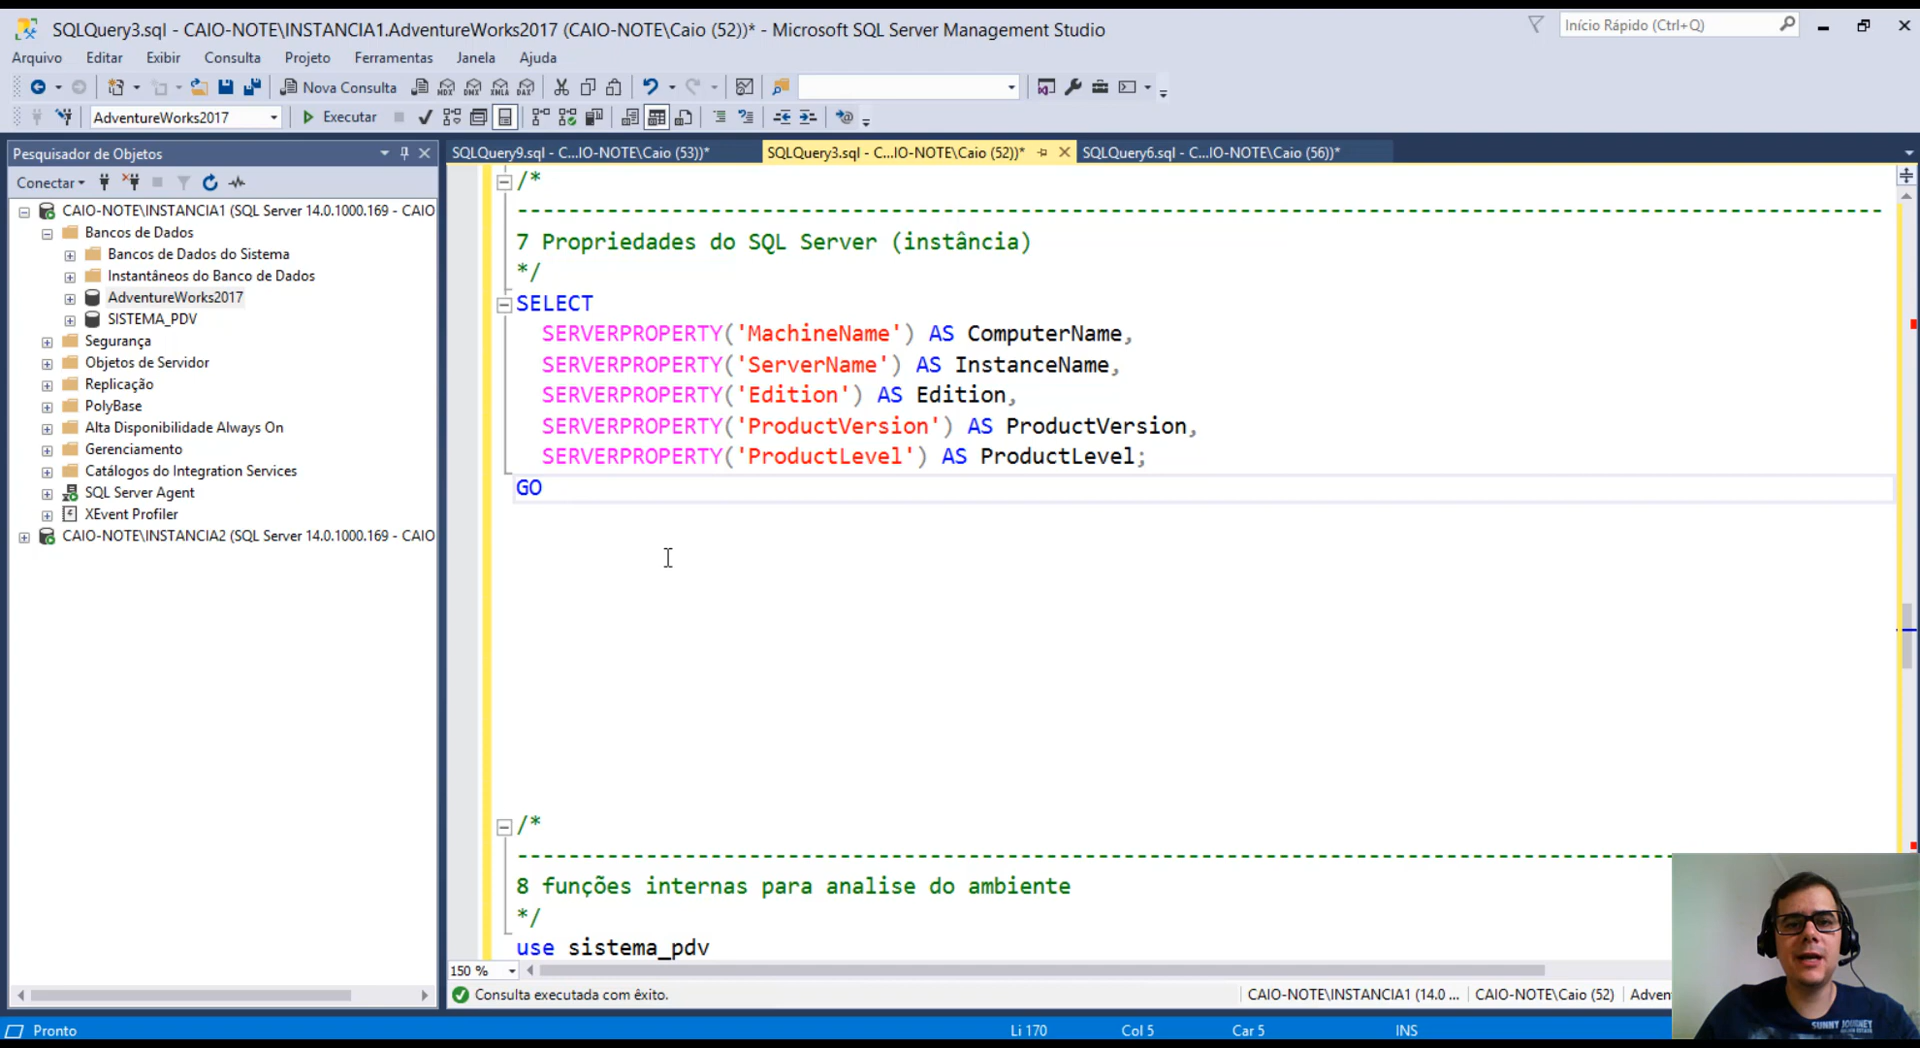 SQLQuery3.sql - CAIO-NOTE\INSTANCIA1.AdventureWorks2017 (CAIO-NOTE\Caio (52))* - Microsoft SQL Server Management Studio
Início Rápido (Ctrl+Q)
Arquivo Editar Exibir Consulta Projeto Ferramentas Janela Ajuda
Nova Consulta MDX DMX XMLA DAX
AdventureWorks2017 Executar
Pesquisador de Objetos
SQLQuery9.sql - C...IO-NOTE\Caio (53))* SQLQuery3.sql - C...IO-NOTE\Caio (52))* SQLQuery6.sql - C...IO-NOTE\Caio (56))*
Conectar
CAIO-NOTE\INSTANCIA1 (SQL Server 14.0.1000.169 - CAIO
Bancos de Dados
Bancos de Dados do Sistema
Instantâneos do Banco de Dados
AdventureWorks2017
SISTEMA_PDV
Segurança
Objetos de Servidor
Replicação
PolyBase
Alta Disponibilidade Always On
Gerenciamento
Catálogos do Integration Services
SQL Server Agent
XEvent Profiler
CAIO-NOTE\INSTANCIA2 (SQL Server 14.0.1000.169 - CAIO
/*
----------------------------------------------------------------------------------------------------------
7 Propriedades do SQL Server (instância)
*/
SELECT
SERVERPROPERTY('MachineName') AS ComputerName,
SERVERPROPERTY('ServerName') AS InstanceName,
SERVERPROPERTY('Edition') AS Edition,
SERVERPROPERTY('ProductVersion') AS ProductVersion,
SERVERPROPERTY('ProductLevel') AS ProductLevel;
GO
/*
------------------------------------------------------------------------------------------
8 funções internas para analise do ambiente
*/
use sistema_pdv
150 %
Consulta executada com êxito. CAIO-NOTE\INSTANCIA1 (14.0 ... CAIO-NOTE\Caio (52) Adven
Pronto Li 170 Col 5 Car 5 INS
SUNNY JOURNEY